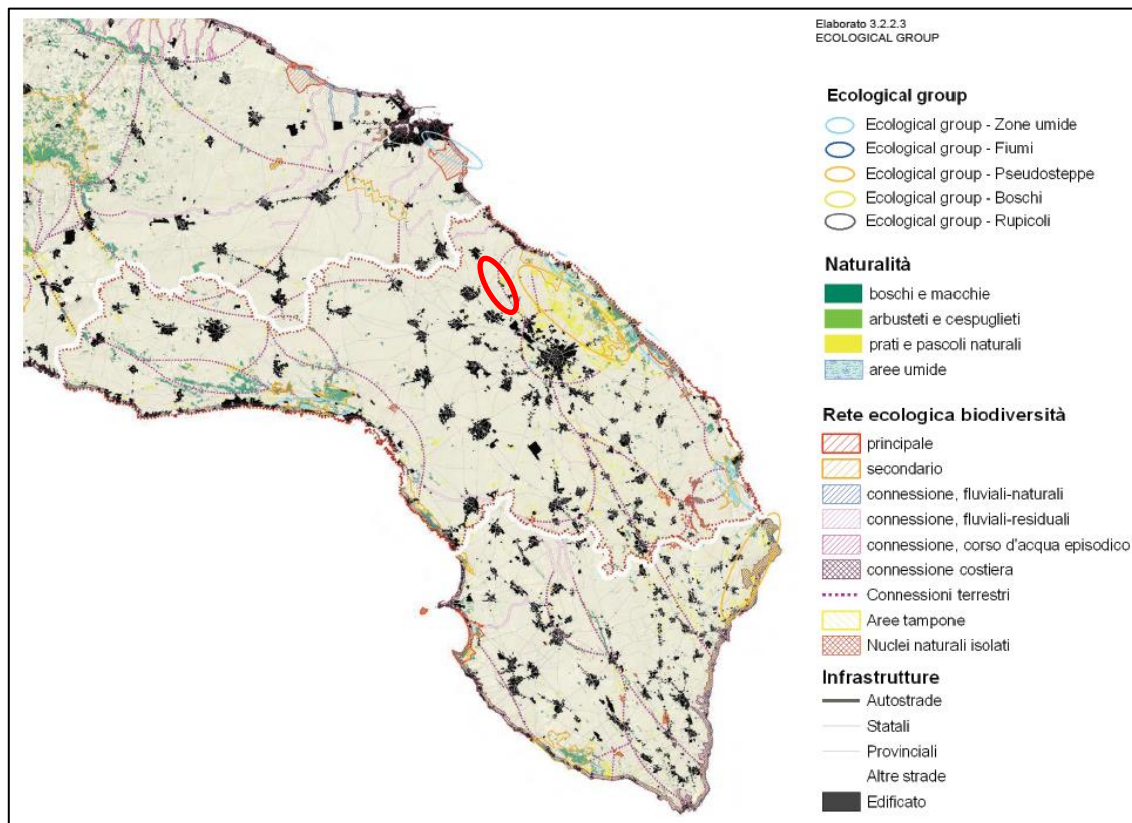 Elaborato 3.2.2.3
ECOLOGICAL GROUP
Ecological group
Ecological group - Zone umide
Ecological group - Fiumi
Ecological group - Pseudosteppe
Ecological group - Boschi
Ecological group - Rupicoli
Naturalità
boschi e macchie
arbusteti e cespuglieti
prati e pascoli naturali
aree umide
Rete ecologica biodiversità
principale
secondario
connessione, fluviali-naturali
connessione, fluviali-residuali
connessione, corso d'acqua episodico
connessione costiera
Connessioni terrestri
Aree tampone
Nuclei naturali isolati
Infrastrutture
Autostrade
Statali
Provinciali
Altre strade
Edificato